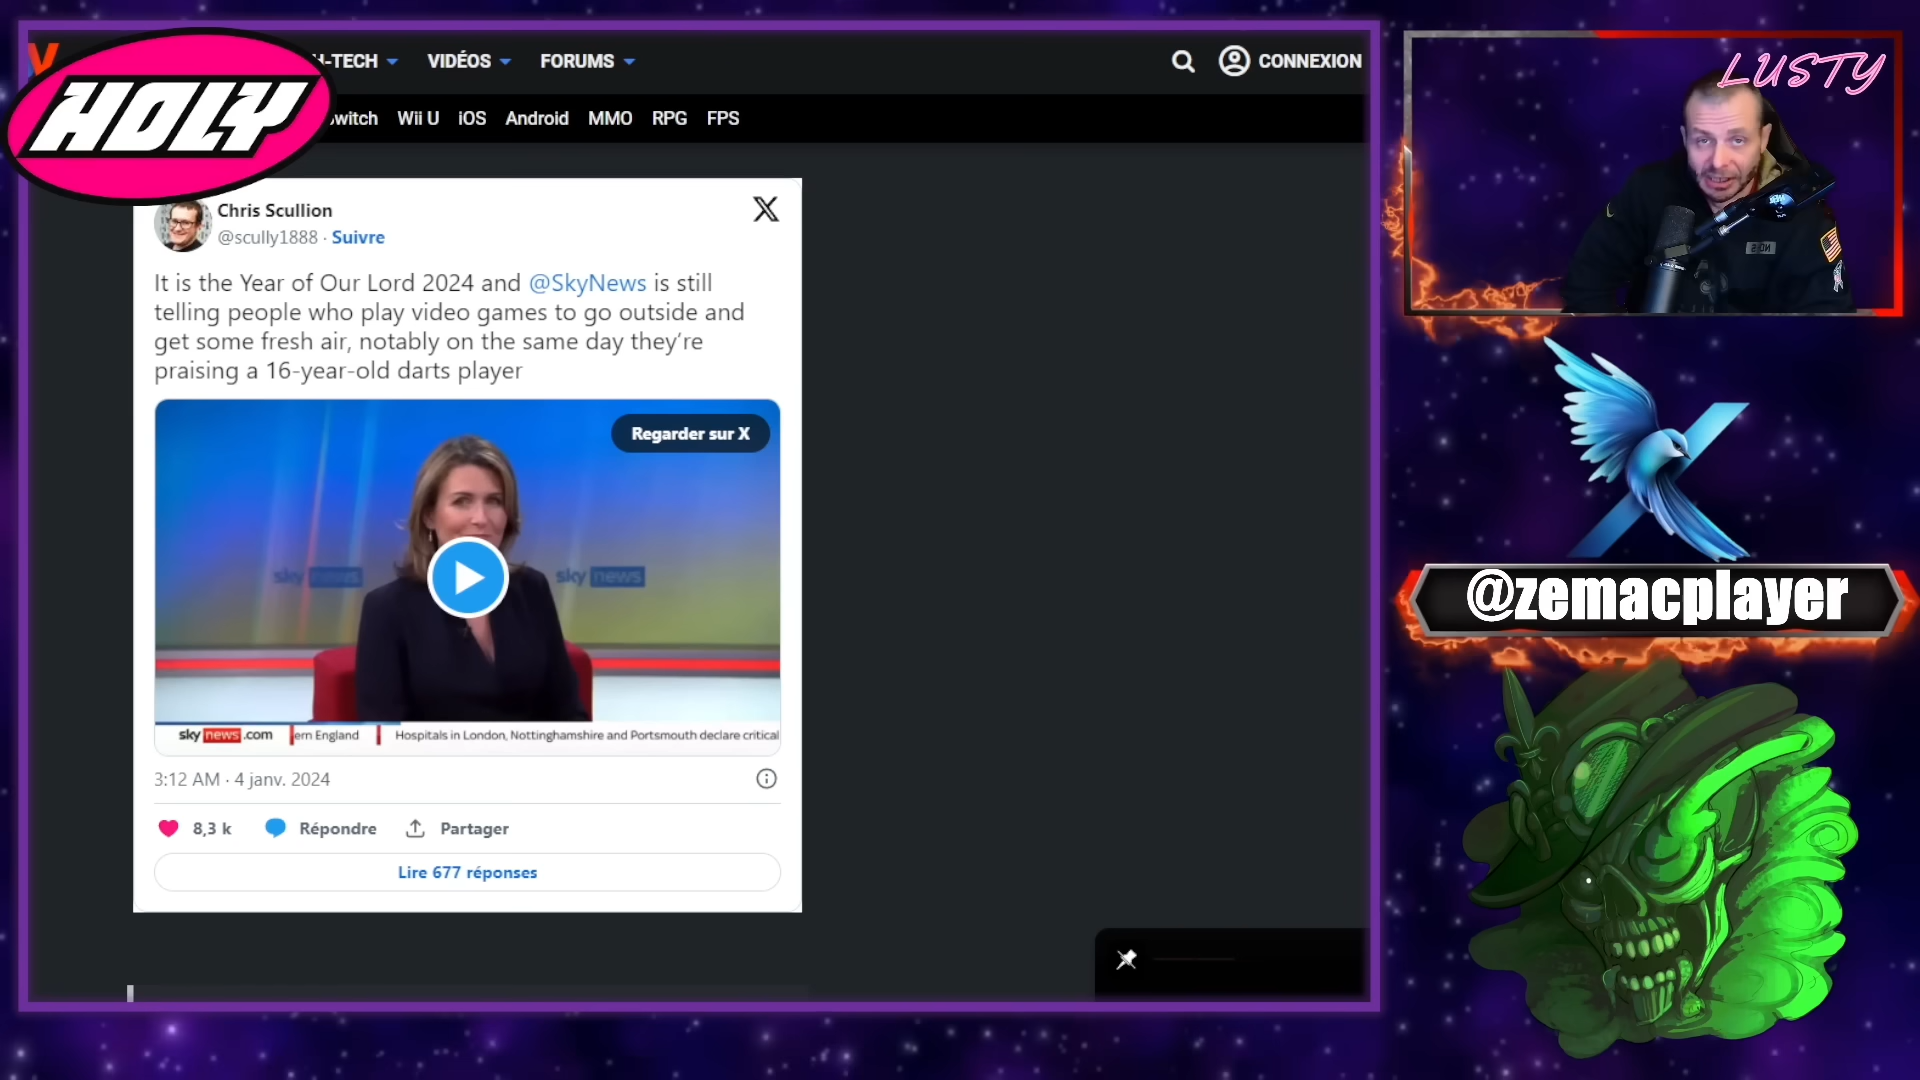 V
HOLY
H-TECH
VIDÉOS
FORUMS
CONNEXION
Switch
Wii U
iOS
Android
MMO
RPG
FPS
LUSTY
Chris Scullion
@scully1888 · Suivre
It is the Year of Our Lord 2024 and @SkyNews is still
telling people who play video games to go outside and
get some fresh air, notably on the same day they’re
praising a 16-year-old darts player
Regarder sur X
sky news
sky news
sky news.com
ern England
Hospitals in London, Nottinghamshire and Portsmouth declare critical
3:12 AM · 4 janv. 2024
8,3 k
Répondre
Partager
Lire 677 réponses
@zemacplayer